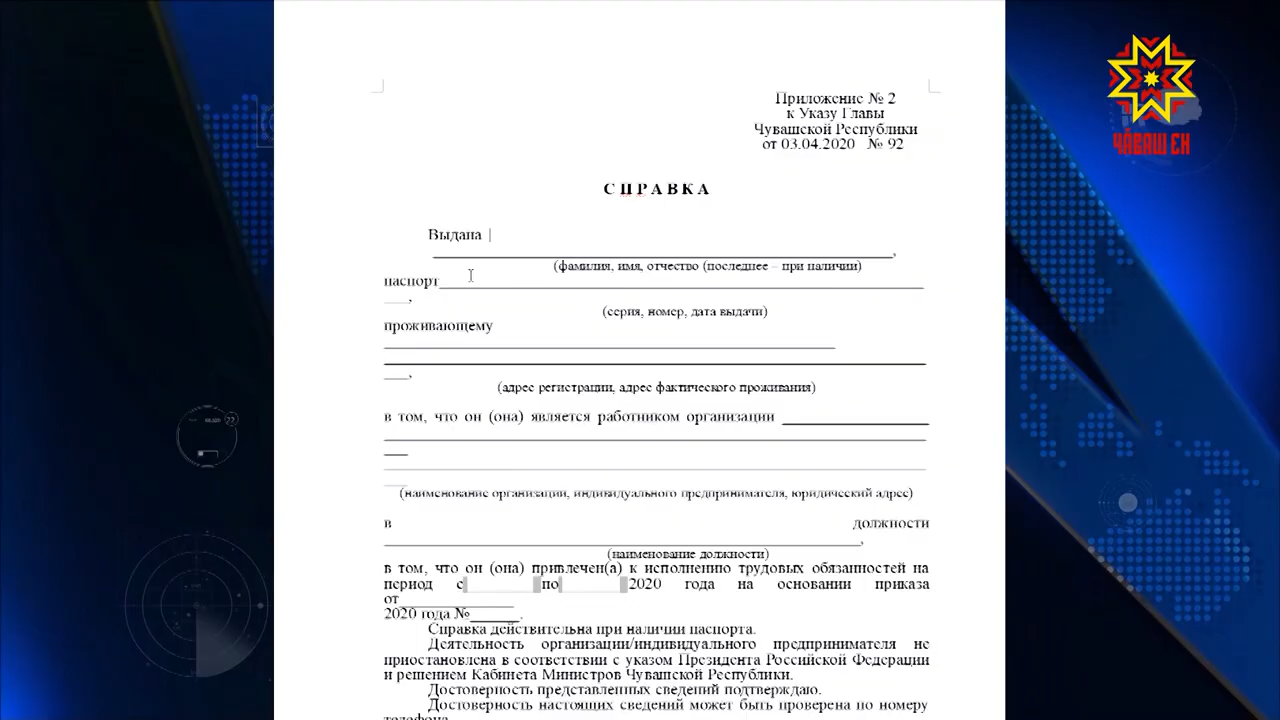 Приложение № 2
к Указу Главы
Чувашской Республики
от 03.04.2020 № 92
ЧӐВАШ ЕН
СПРАВКА
Выдана
,
(фамилия, имя, отчество (последнее – при наличии)
паспорт
,
(серия, номер, дата выдачи)
проживающему
,
(адрес регистрации, адрес фактического проживания)
в том, что он (она) является работником организации
(наименование организации, индивидуального предпринимателя, юридический адрес)
в должности
,
(наименование должности)
в том, что он (она) привлечен(а) к исполнению трудовых обязанностей на
период с по 2020 года на основании приказа
от
2020 года № .
Справка действительна при наличии паспорта.
Деятельность организации/индивидуального предпринимателя не
приостановлена в соответствии с указом Президента Российской Федерации
и решением Кабинета Министров Чувашской Республики.
Достоверность представленных сведений подтверждаю.
Достоверность настоящих сведений может быть проверена по номеру
телефона